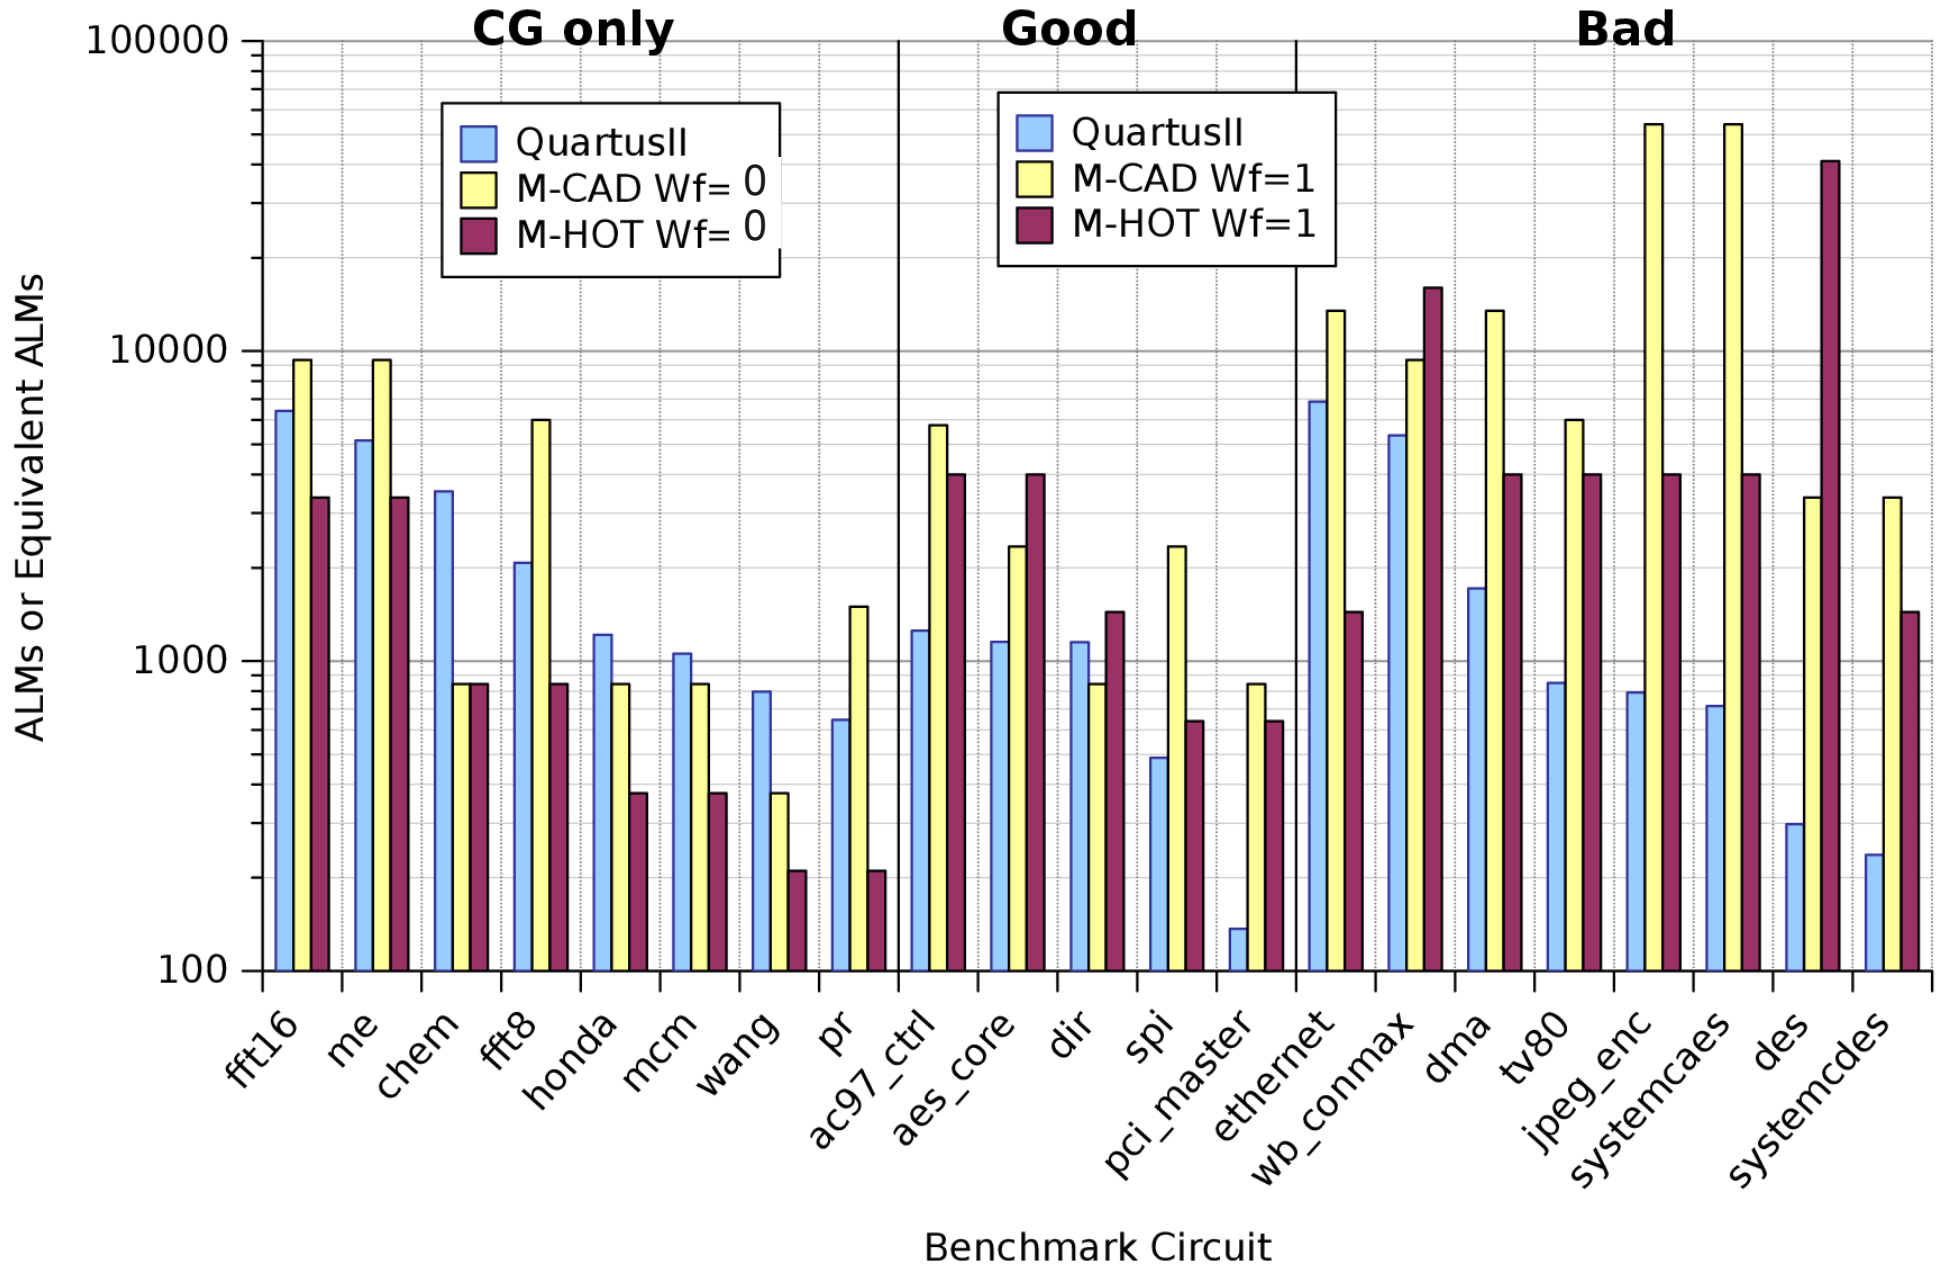 CG only
Good
Bad
100000
10000
1000
100
ALMs or Equivalent ALMs
QuartusII
M-CAD Wf= 0
M-HOT Wf= 0
QuartusII
M-CAD Wf=1
M-HOT Wf=1
fft16
me
chem
fft8
honda
mcm
wang
pr
ac97_ctrl
aes_core
dir
spi
pci_master
ethernet
wb_conmax
dma
tv80
jpeg_enc
systemcaes
des
systemcdes
Benchmark Circuit